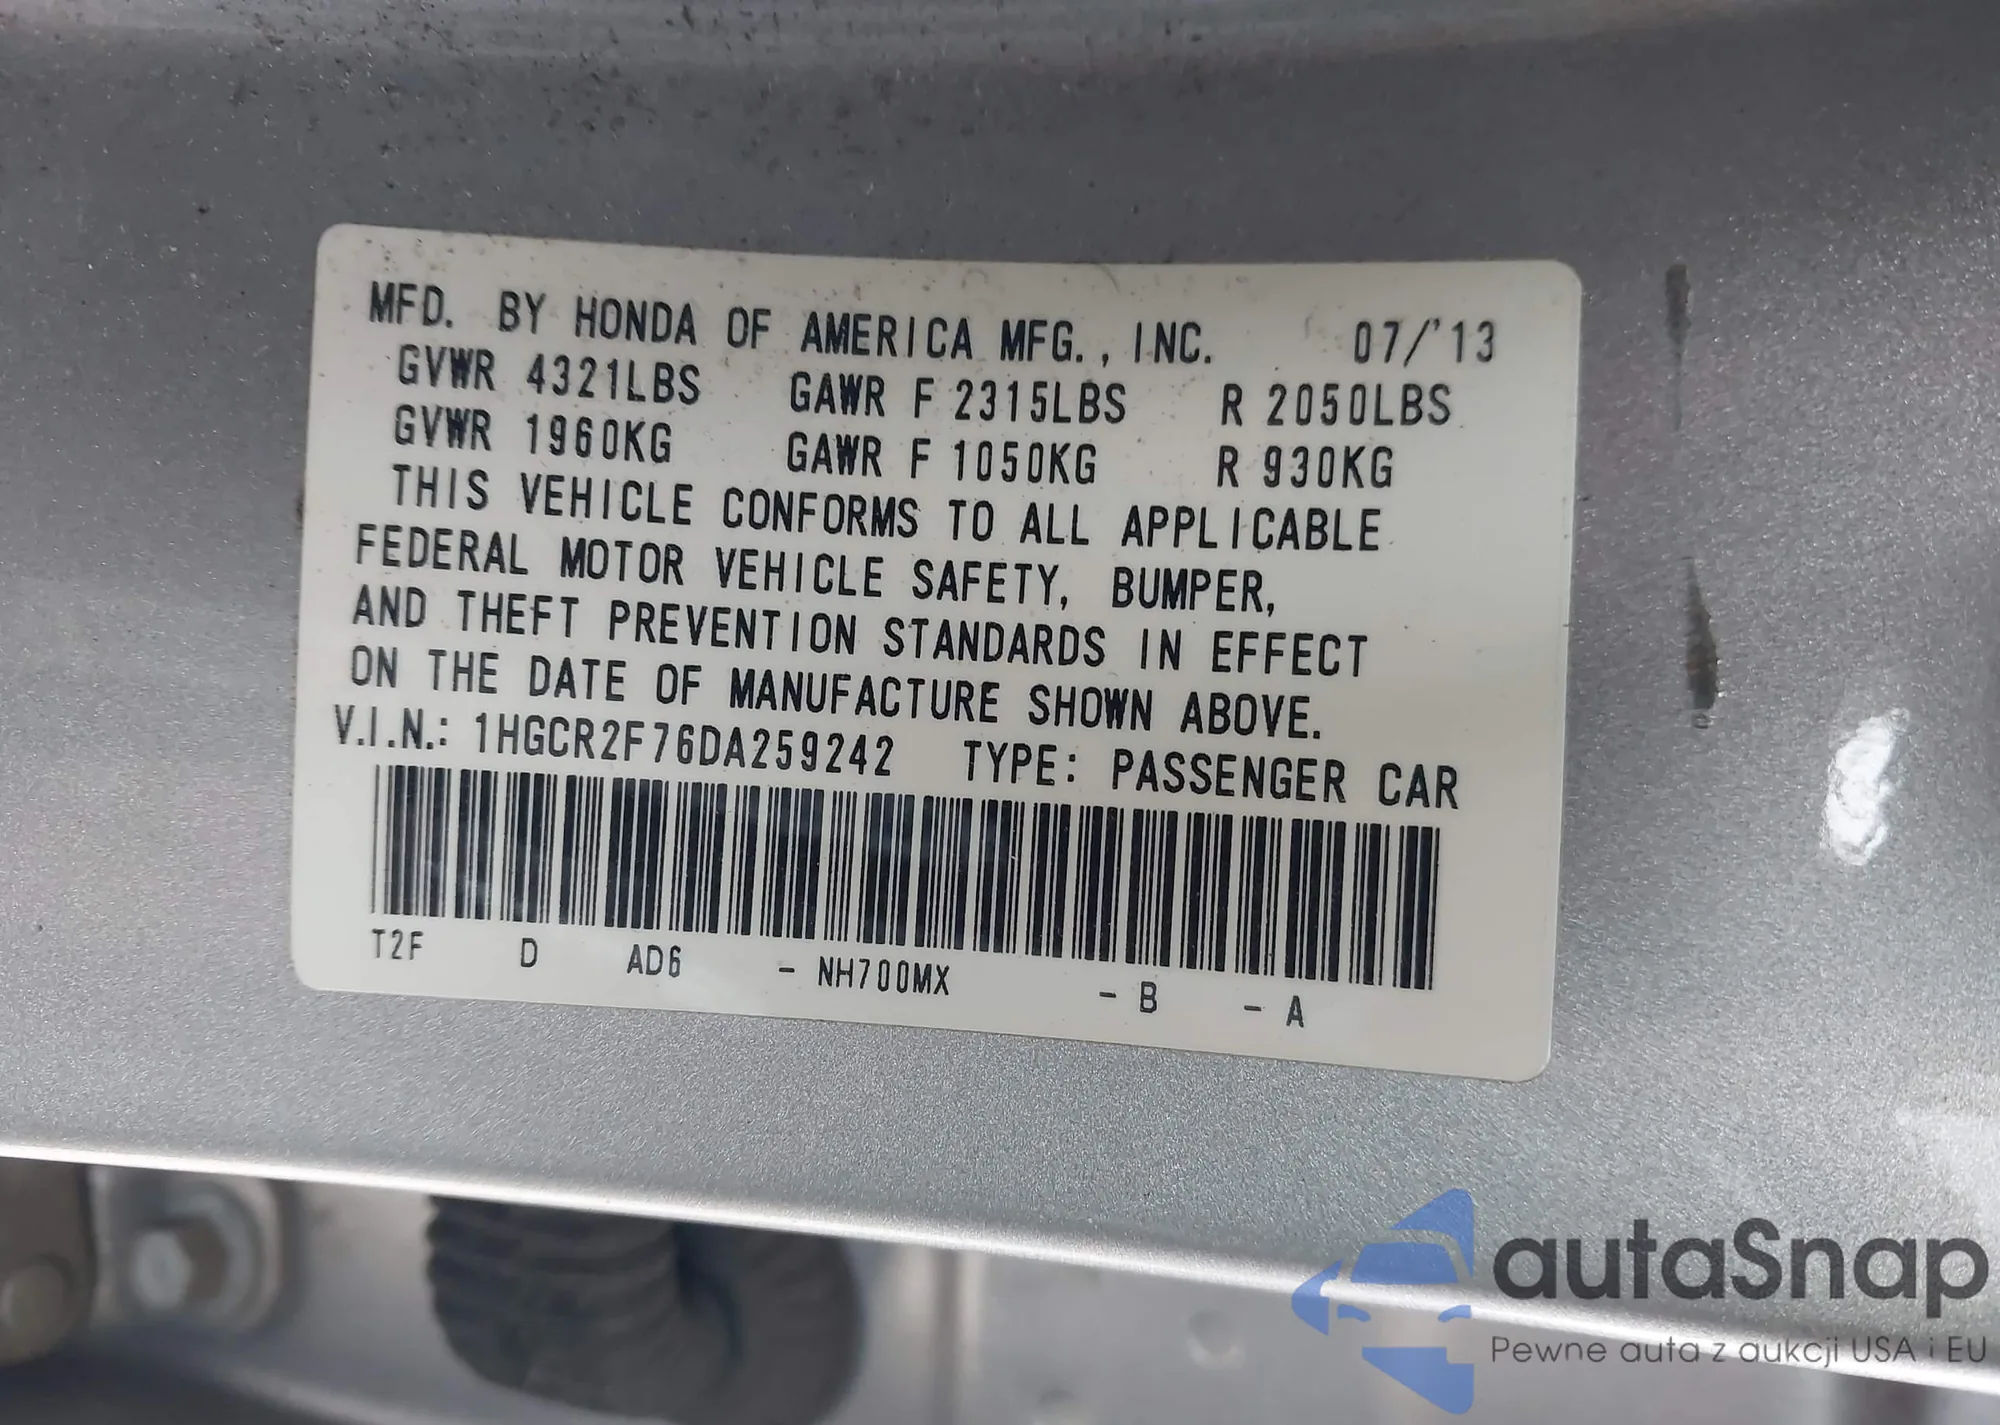 MFD. BY HONDA OF AMERICA MFG., INC. 07/'13
GVWR 4321LBS GAWR F 2315LBS R 2050LBS
GVWR 1960KG GAWR F 1050KG R 930KG
THIS VEHICLE CONFORMS TO ALL APPLICABLE
FEDERAL MOTOR VEHICLE SAFETY, BUMPER,
AND THEFT PREVENTION STANDARDS IN EFFECT
ON THE DATE OF MANUFACTURE SHOWN ABOVE.
V.I.N.: 1HGCR2F76DA259242 TYPE: PASSENGER CAR
T2F D AD6 - NH700MX - B - A
autaSnap
Pewne auta z aukcji USA i EU